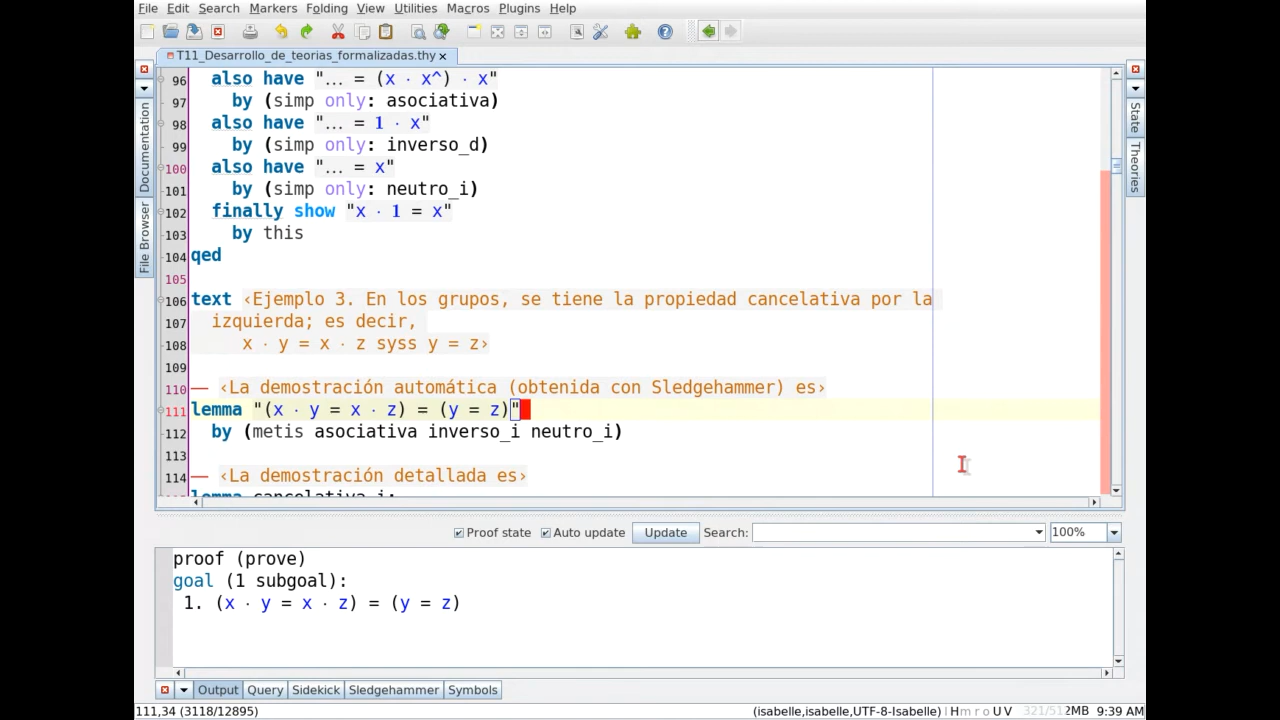 File Edit Search Markers Folding View Utilities Macros Plugins Help
T11_Desarrollo_de_teorias_formalizadas.thy
96 also have "... = (x · x^) · x"
97 by (simp only: asociativa)
98 also have "... = 1 · x"
99 by (simp only: inverso_d)
100 also have "... = x"
101 by (simp only: neutro_i)
102 finally show "x · 1 = x"
103 by this
104 qed
105
106 text ‹Ejemplo 3. En los grupos, se tiene la propiedad cancelativa por la
107 izquierda; es decir,
108 x · y = x · z syss y = z›
109
110 — ‹La demostración automática (obtenida con Sledgehammer) es›
111 lemma "(x · y = x · z) = (y = z)"
112 by (metis asociativa inverso_i neutro_i)
113
114 — ‹La demostración detallada es›
lemma cancelativa_i:
Documentation
File Browser
State
Theories
Proof state Auto update Update Search: 100%
proof (prove)
goal (1 subgoal):
1. (x · y = x · z) = (y = z)
Output Query Sidekick Sledgehammer Symbols
111,34 (3118/12895) (isabelle,isabelle,UTF-8-Isabelle) H m r o U V 321/512MB 9:39 AM